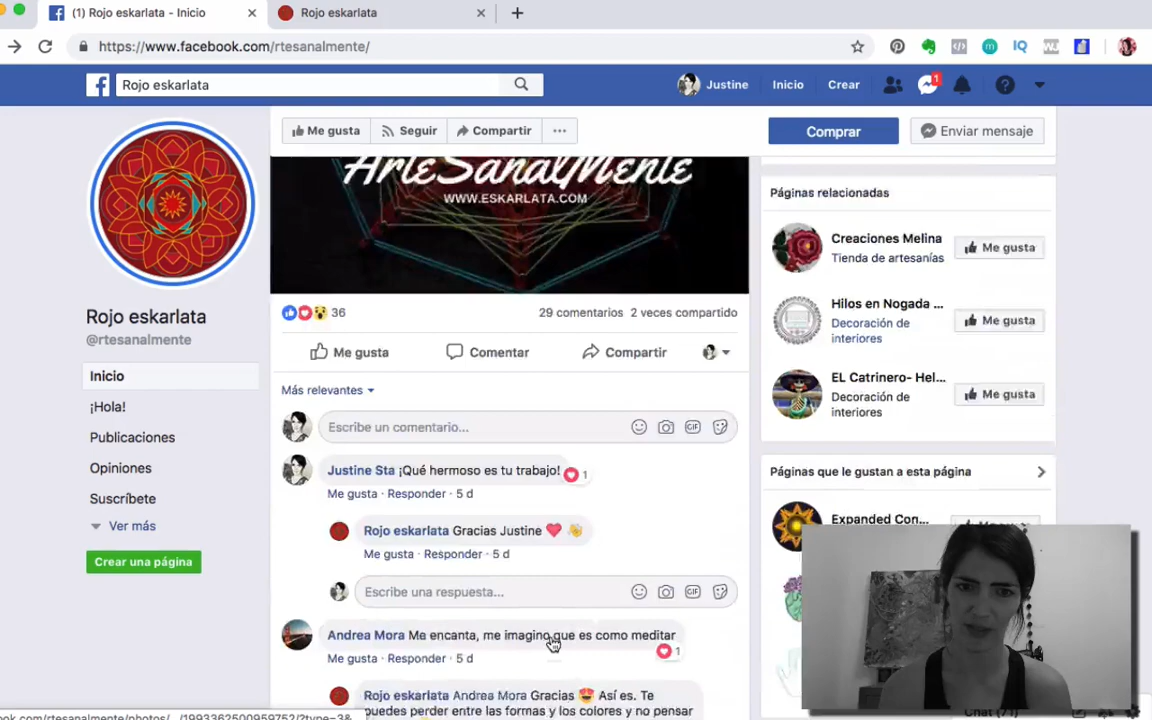 (1) Rojo eskarlata - Inicio
Rojo eskarlata
https://www.facebook.com/rtesanalmente/
Rojo eskarlata
Justine
Inicio
Crear
1
Me gusta
Seguir
Compartir
Comprar
Enviar mensaje
ArteSanalMente
WWW.ESKARLATA.COM
Rojo eskarlata
@rtesanalmente
Inicio
¡Hola!
Publicaciones
Opiniones
Suscríbete
Ver más
Crear una página
36
29 comentarios 2 veces compartido
Me gusta
Comentar
Compartir
Más relevantes
Escribe un comentario...
GIF
Justine Sta ¡Qué hermoso es tu trabajo!
1
Me gusta · Responder · 5 d
Rojo eskarlata Gracias Justine
Me gusta · Responder · 5 d
Escribe una respuesta...
GIF
Andrea Mora Me encanta, me imagino que es como meditar
1
Me gusta · Responder · 5 d
Rojo eskarlata Andrea Mora Gracias 😍 Así es. Te
puedes perder entre las formas y los colores y no pensar
Páginas relacionadas
Creaciones Melina
Tienda de artesanías
Me gusta
Hilos en Nogada ...
Decoración de
interiores
Me gusta
EL Catrinero- Hel...
Decoración de
interiores
Me gusta
Páginas que le gustan a esta página
Expanded Con...